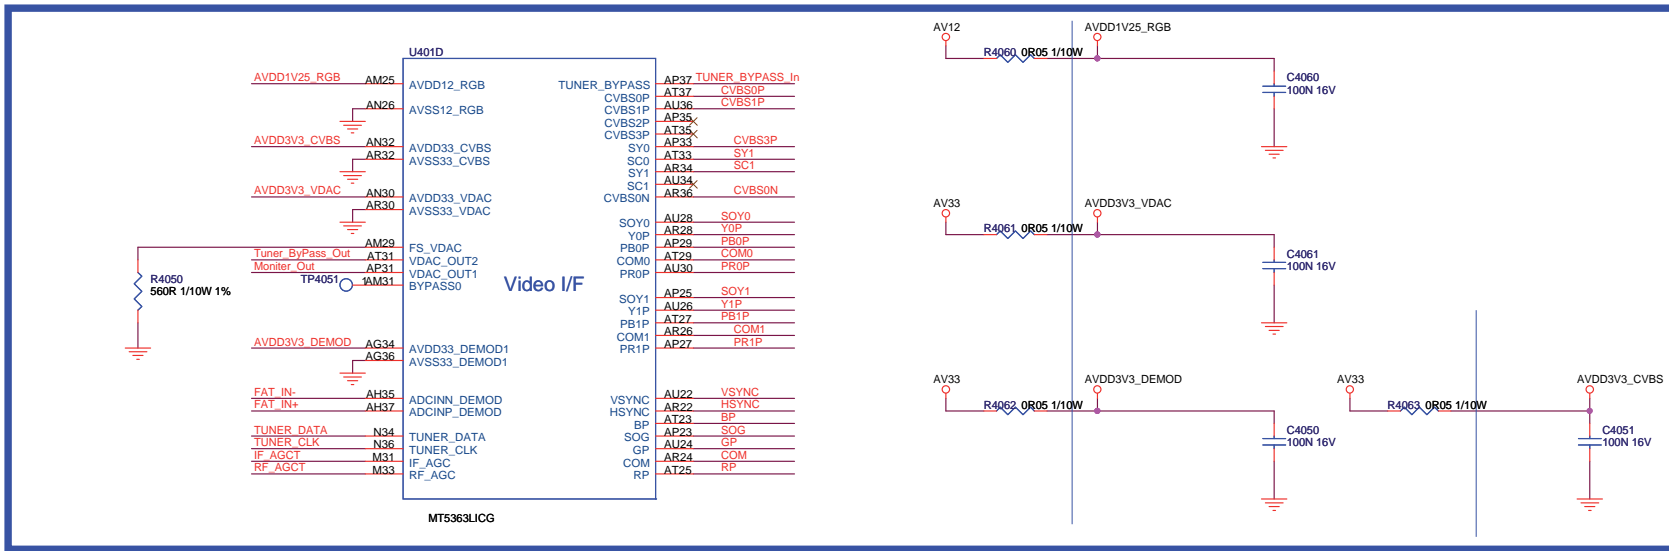 U401D
AVDD1V25_RGB AM25 AVDD12_RGB
AN26 AVSS12_RGB
AVDD3V3_CVBS AN32 AVDD33_CVBS
AR32 AVSS33_CVBS
AVDD3V3_VDAC AN30 AVDD33_VDAC
AR30 AVSS33_VDAC
AM29 FS_VDAC
Tuner_ByPass_Out AT31 VDAC_OUT2
Moniter_Out AP31 VDAC_OUT1
TP4051 1 AM31 BYPASS0
R4050
560R 1/10W 1%
AVDD3V3_DEMOD AG34 AVDD33_DEMOD1
AG36 AVSS33_DEMOD1
FAT_IN- AH35 ADCINN_DEMOD
FAT_IN+ AH37 ADCINP_DEMOD
TUNER_DATA N34 TUNER_DATA
TUNER_CLK N36 TUNER_CLK
IF_AGCT M31 IF_AGC
RF_AGCT M33 RF_AGC
Video I/F
TUNER_BYPASS AP37 TUNER_BYPASS_In
CVBS0P AT37 CVBS0P
CVBS1P AU36 CVBS1P
CVBS2P AP35
CVBS3P AT35
SY0 AP33 CVBS3P
SC0 AT33 SY1
SY1 AR34 SC1
SC1 AU34
CVBS0N AR36 CVBS0N
SOY0 AU28 SOY0
Y0P AR28 Y0P
PB0P AP29 PB0P
COM0 AT29 COM0
PR0P AU30 PR0P
SOY1 AP25 SOY1
Y1P AU26 Y1P
PB1P AT27 PB1P
COM1 AR26 COM1
PR1P AP27 PR1P
VSYNC AU22 VSYNC
HSYNC AR22 HSYNC
BP AT23 BP
SOG AP23 SOG
GP AU24 GP
COM AR24 COM
RP AT25 RP
MT5363LICG
AV12 AVDD1V25_RGB
R4060 0R05 1/10W
C4060
100N 16V
AV33 AVDD3V3_VDAC
R4061 0R05 1/10W
C4061
100N 16V
AV33 AVDD3V3_DEMOD
R4062 0R05 1/10W
C4050
100N 16V
AV33 AVDD3V3_CVBS
R4063 0R05 1/10W
C4051
100N 16V